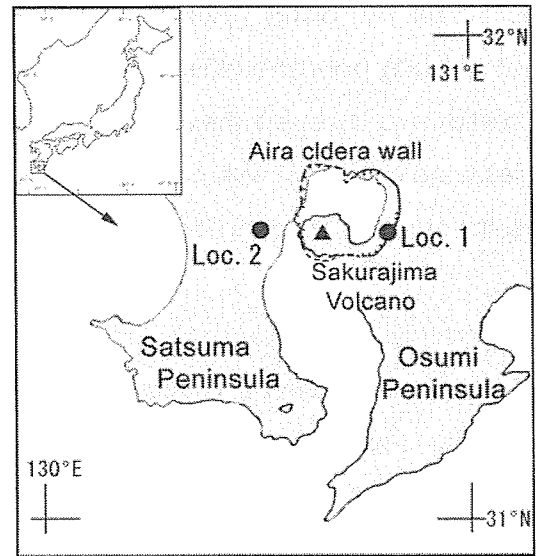 32°N
131°E
Aira cldera wall
Loc. 1
Loc. 2
Sakurajima
Volcano
Satsuma
Peninsula
Osumi
Peninsula
130°E
31°N